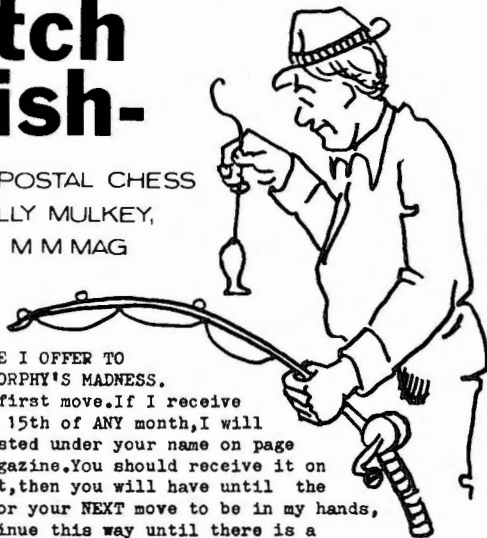 tch
ish-
POSTAL CHESS
LLY MULKEY,
M M MAG
E I OFFER TO
ORPHY'S MADNESS.
first move.If I receive
15th of ANY month,I will
sted under your name on page
gazine.You should receive it on
t,then you will have until the
or your NEXT move to be in my hands,
tinue this way until there is a